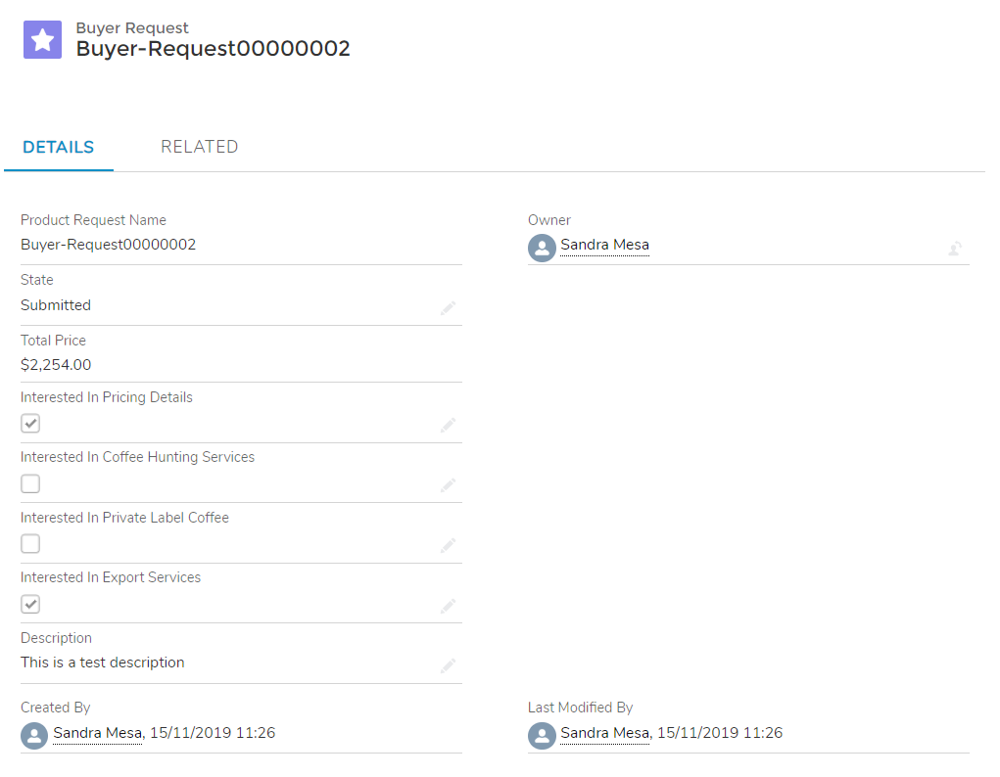 Buyer Request
Buyer-Request00000002
DETAILS
RELATED
Product Request Name
Buyer-Request00000002
Owner
Sandra Mesa
State
Submitted
Total Price
$2,254.00
Interested In Pricing Details
Interested In Coffee Hunting Services
Interested In Private Label Coffee
Interested In Export Services
Description
This is a test description
Created By
Sandra Mesa, 15/11/2019 11:26
Last Modified By
Sandra Mesa, 15/11/2019 11:26